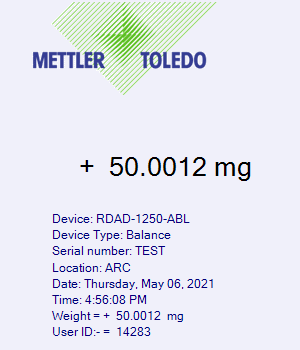 METTLER TOLEDO
+ 50.0012 mg
Device: RDAD-1250-ABL
Device Type: Balance
Serial number: TEST
Location: ARC
Date: Thursday, May 06, 2021
Time: 4:56:08 PM
Weight = + 50.0012 mg
User ID:- = 14283